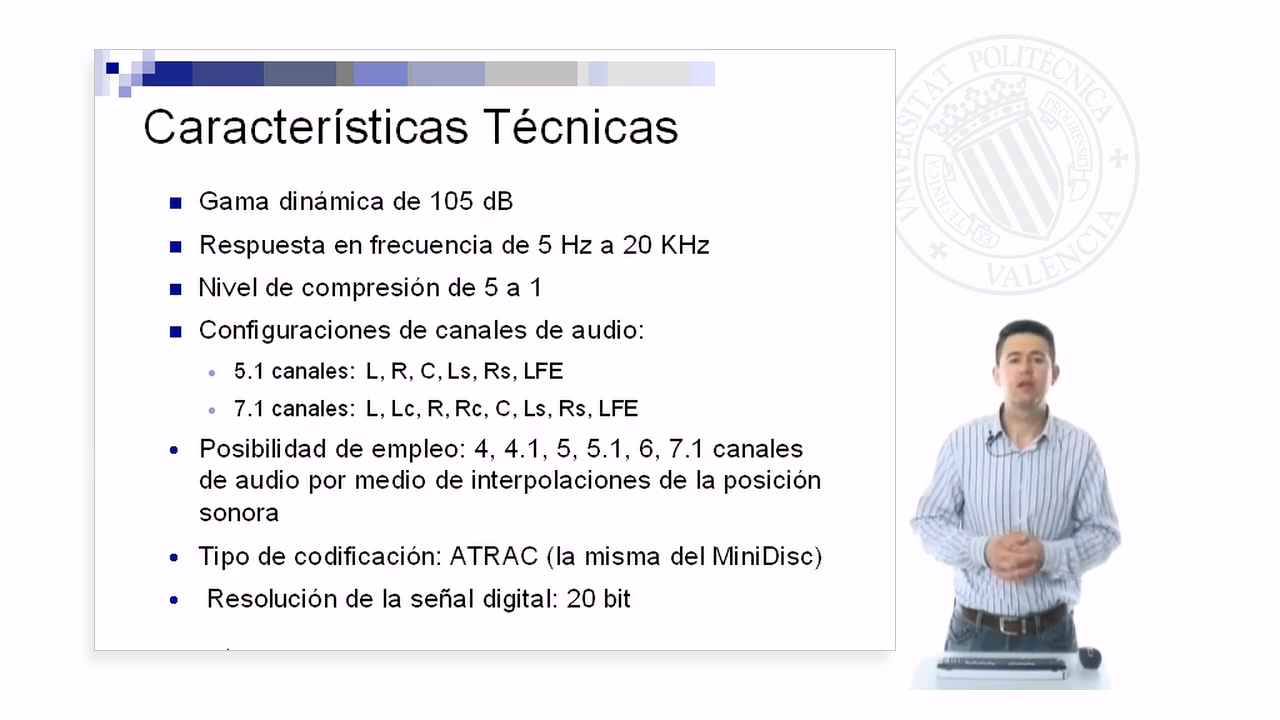 Características Técnicas
Gama dinámica de 105 dB
Respuesta en frecuencia de 5 Hz a 20 KHz
Nivel de compresión de 5 a 1
Configuraciones de canales de audio:
5.1 canales: L, R, C, Ls, Rs, LFE
7.1 canales: L, Lc, R, Rc, C, Ls, Rs, LFE
Posibilidad de empleo: 4, 4.1, 5, 5.1, 6, 7.1 canales
de audio por medio de interpolaciones de la posición
sonora
Tipo de codificación: ATRAC (la misma del MiniDisc)
Resolución de la señal digital: 20 bit
VNIVERSITAT POLITÈCNICA
VALÈNCIA
PROGRESSIO
EX TECHNICA